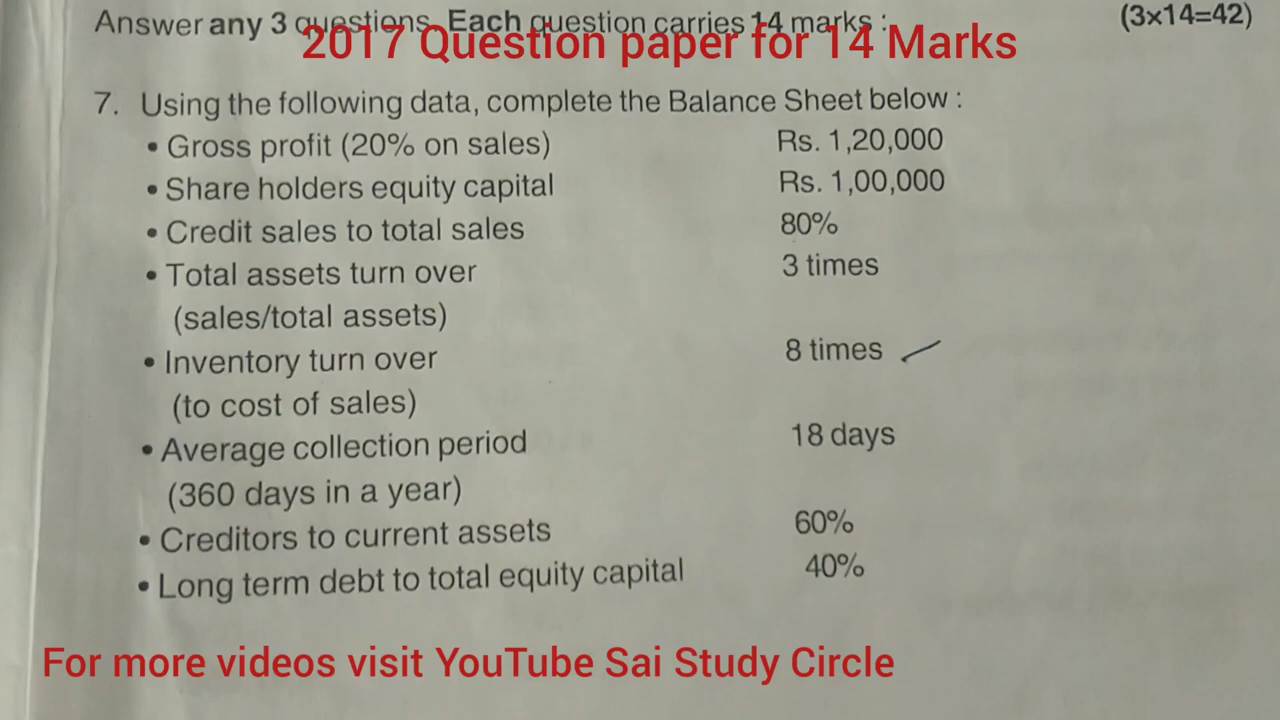 Answer any 3 questions. Each question carries 14 marks : (3x14=42)
2017 Question paper for 14 Marks
7. Using the following data, complete the Balance Sheet below :
• Gross profit (20% on sales) Rs. 1,20,000
• Share holders equity capital Rs. 1,00,000
• Credit sales to total sales 80%
• Total assets turn over 3 times
(sales/total assets)
• Inventory turn over 8 times
(to cost of sales)
• Average collection period 18 days
(360 days in a year)
• Creditors to current assets 60%
• Long term debt to total equity capital 40%
For more videos visit YouTube Sai Study Circle